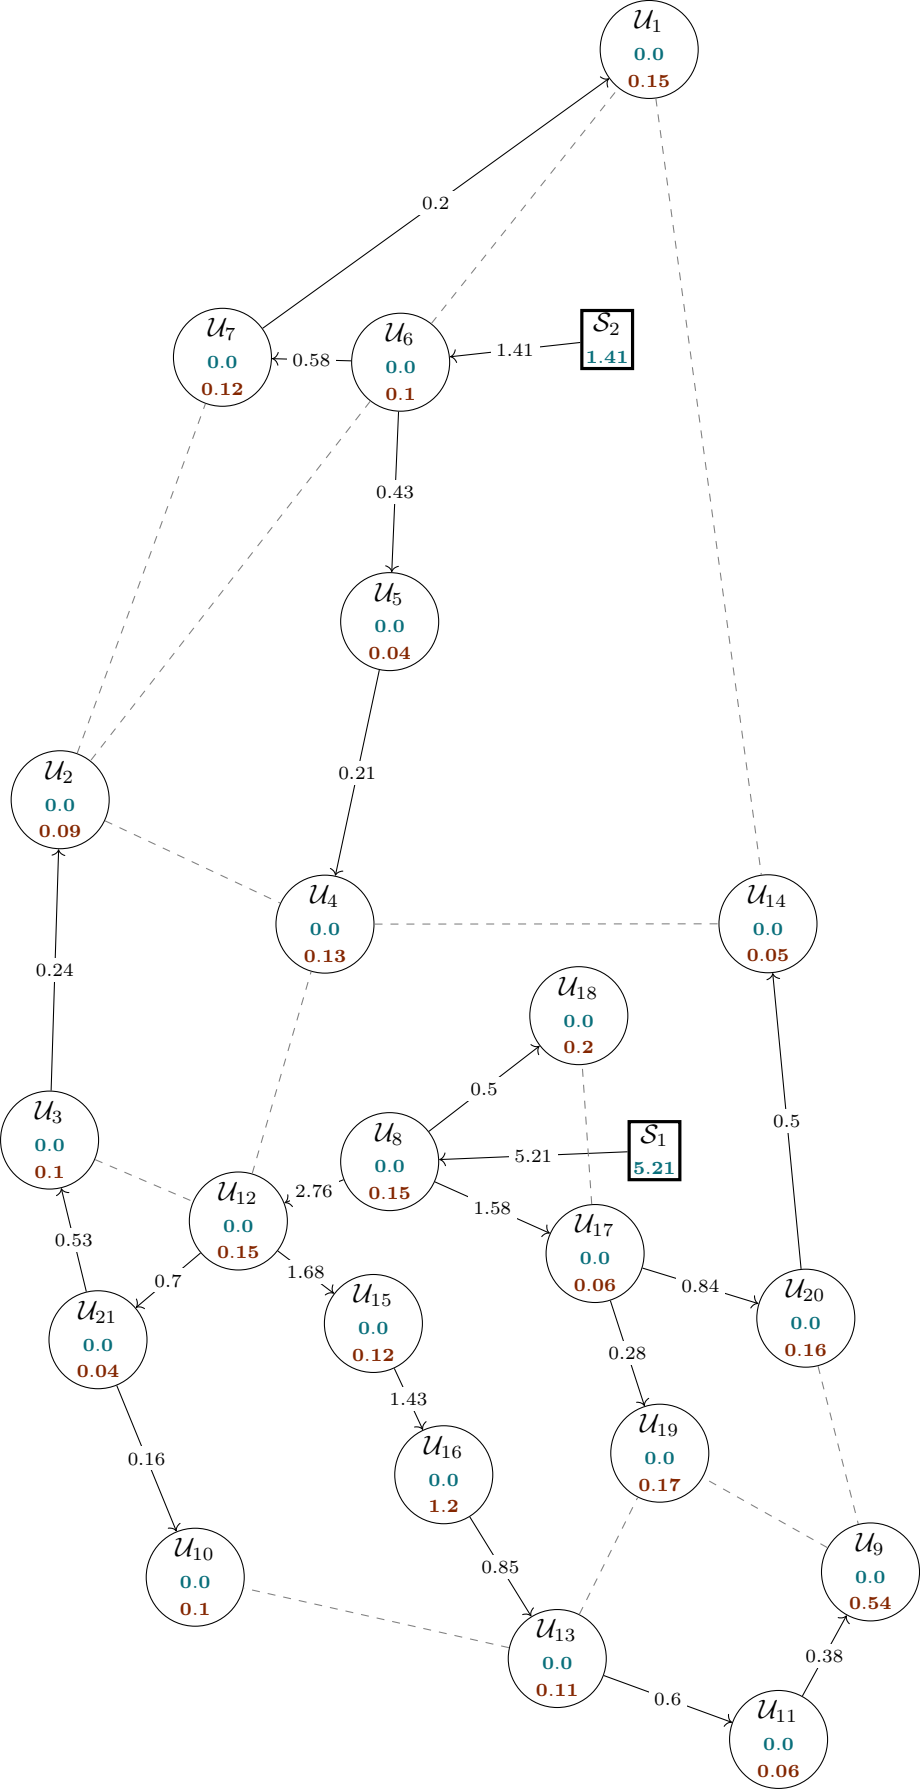 𝒰₁
0.0
0.15
0.2
𝒰₇
0.0
0.12
0.58
𝒰₆
0.0
0.1
1.41
𝒮₂
1.41
0.43
𝒰₅
0.0
0.04
0.21
𝒰₂
0.0
0.09
𝒰₄
0.0
0.13
𝒰₁₄
0.0
0.05
0.24
𝒰₁₈
0.0
0.2
0.5
0.5
𝒰₃
0.0
0.1
𝒰₈
0.0
0.15
5.21
𝒮₁
5.21
𝒰₁₂
0.0
0.15
2.76
1.58
𝒰₁₇
0.0
0.06
0.53
0.7
1.68
0.84
𝒰₂₀
0.0
0.16
𝒰₂₁
0.0
0.04
𝒰₁₅
0.0
0.12
0.28
1.43
0.16
𝒰₁₆
0.0
1.2
𝒰₁₉
0.0
0.17
𝒰₁₀
0.0
0.1
0.85
𝒰₉
0.0
0.54
𝒰₁₃
0.0
0.11
0.38
0.6
𝒰₁₁
0.0
0.06